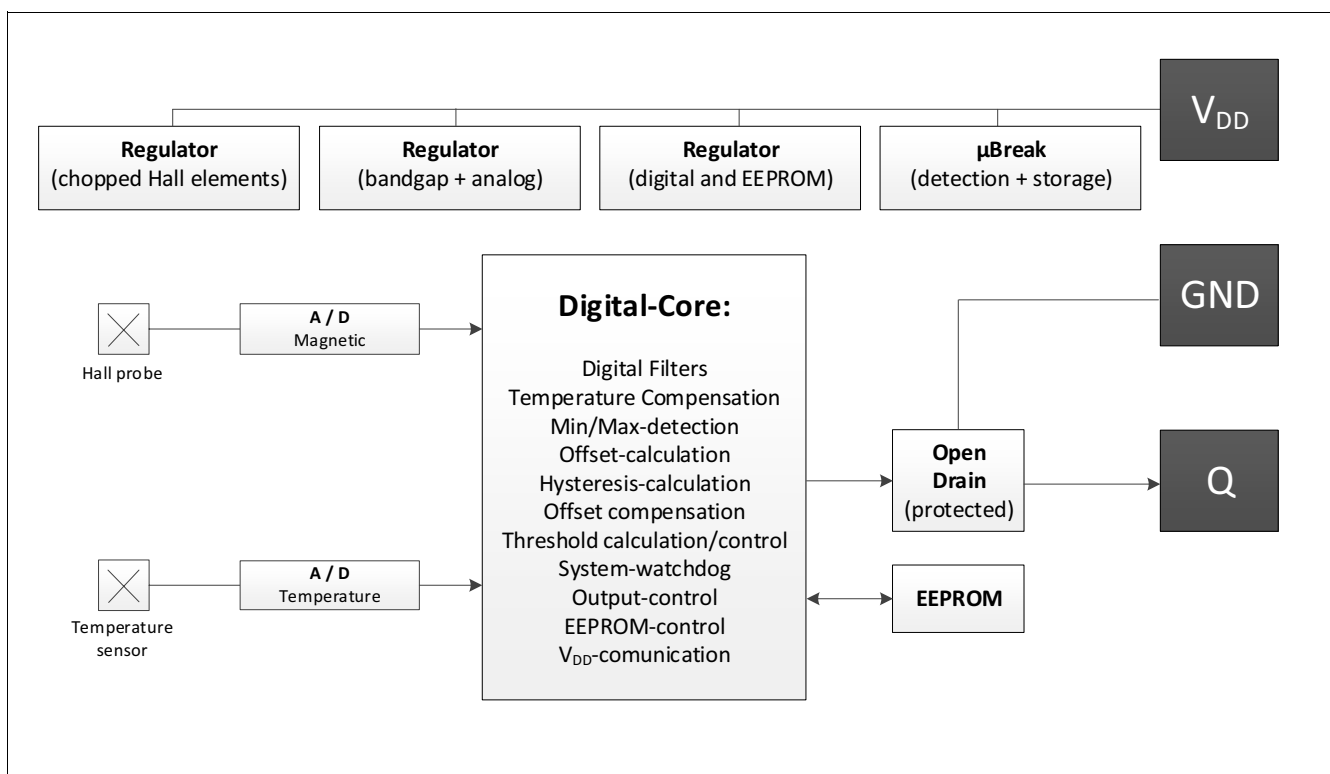 V_DD
Regulator
(chopped Hall elements)
Regulator
(bandgap + analog)
Regulator
(digital and EEPROM)
µBreak
(detection + storage)
GND
Hall probe
A / D
Magnetic
Digital-Core:
Digital Filters
Temperature Compensation
Min/Max-detection
Offset-calculation
Hysteresis-calculation
Offset compensation
Threshold calculation/control
System-watchdog
Output-control
EEPROM-control
V_DD-comunication
Open
Drain
(protected)
Q
Temperature
sensor
A / D
Temperature
EEPROM